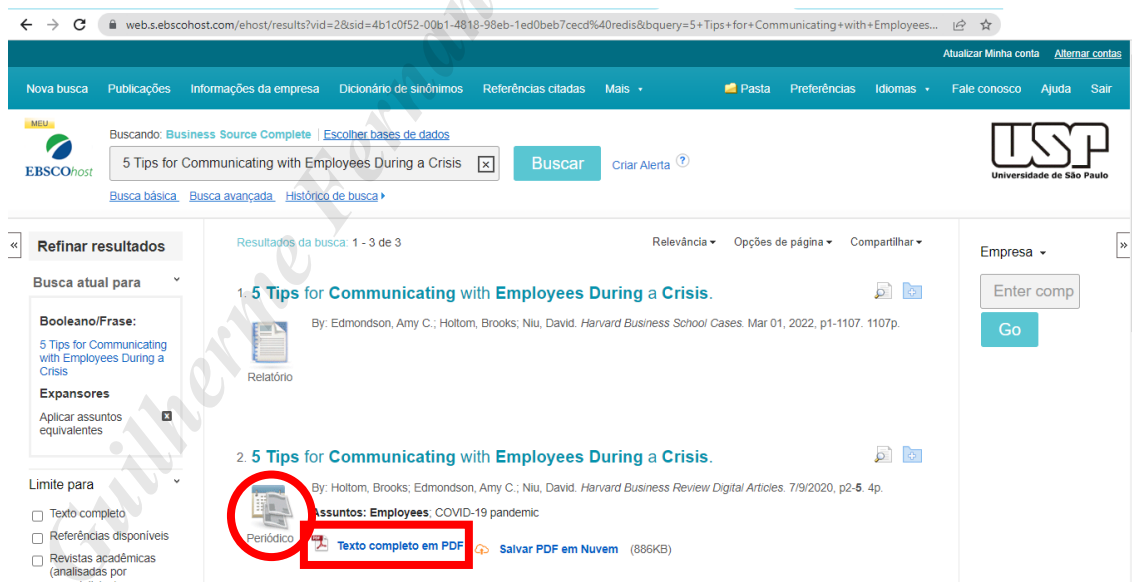 web.s.ebscohost.com/ehost/results?vid=2&sid=4b1c0f52-00b1-4818-98eb-1ed0beb7cecd%40redis&bquery=5+Tips+for+Communicating+with+Employees...
Atualizar Minha conta Alternar contas
Nova busca Publicações Informações da empresa Dicionário de sinônimos Referências citadas Mais Pasta Preferências Idiomas Fale conosco Ajuda Sair
MEU
EBSCOhost
Buscando: Business Source Complete | Escolher bases de dados
5 Tips for Communicating with Employees During a Crisis
Buscar Criar Alerta ?
Busca básica Busca avançada Histórico de busca
USP
Universidade de São Paulo
« Refinar resultados
Busca atual para
Booleano/Frase:
5 Tips for Communicating
with Employees During a
Crisis
Expansores
Aplicar assuntos
equivalentes
Limite para
Texto completo
Referências disponíveis
Revistas acadêmicas
(analisadas por
Resultados da busca: 1 - 3 de 3 Relevância Opções de página Compartilhar
1. 5 Tips for Communicating with Employees During a Crisis.
By: Edmondson, Amy C.; Holtom, Brooks; Niu, David. Harvard Business School Cases. Mar 01, 2022, p1-1107. 1107p.
Relatório
2. 5 Tips for Communicating with Employees During a Crisis.
By: Holtom, Brooks; Edmondson, Amy C.; Niu, David. Harvard Business Review Digital Articles. 7/9/2020, p2-5. 4p.
Assuntos: Employees; COVID-19 pandemic
Periódico
Texto completo em PDF Salvar PDF em Nuvem (886KB)
Empresa »
Enter comp
Go
Guilherme